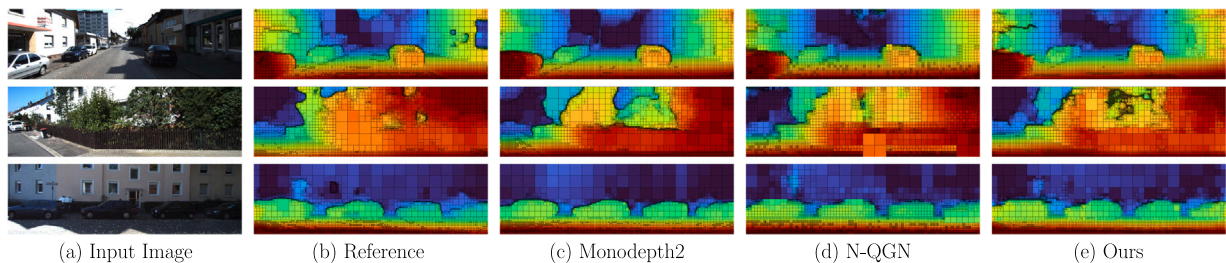 (a) Input Image
(b) Reference
(c) Monodepth2
(d) N-QGN
(e) Ours